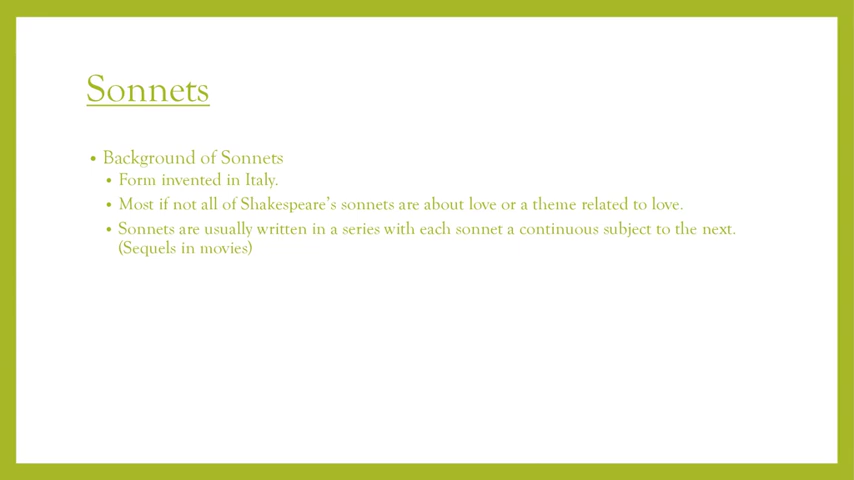 Sonnets
• Background of Sonnets
• Form invented in Italy.
• Most if not all of Shakespeare’s sonnets are about love or a theme related to love.
• Sonnets are usually written in a series with each sonnet a continuous subject to the next.
(Sequels in movies)